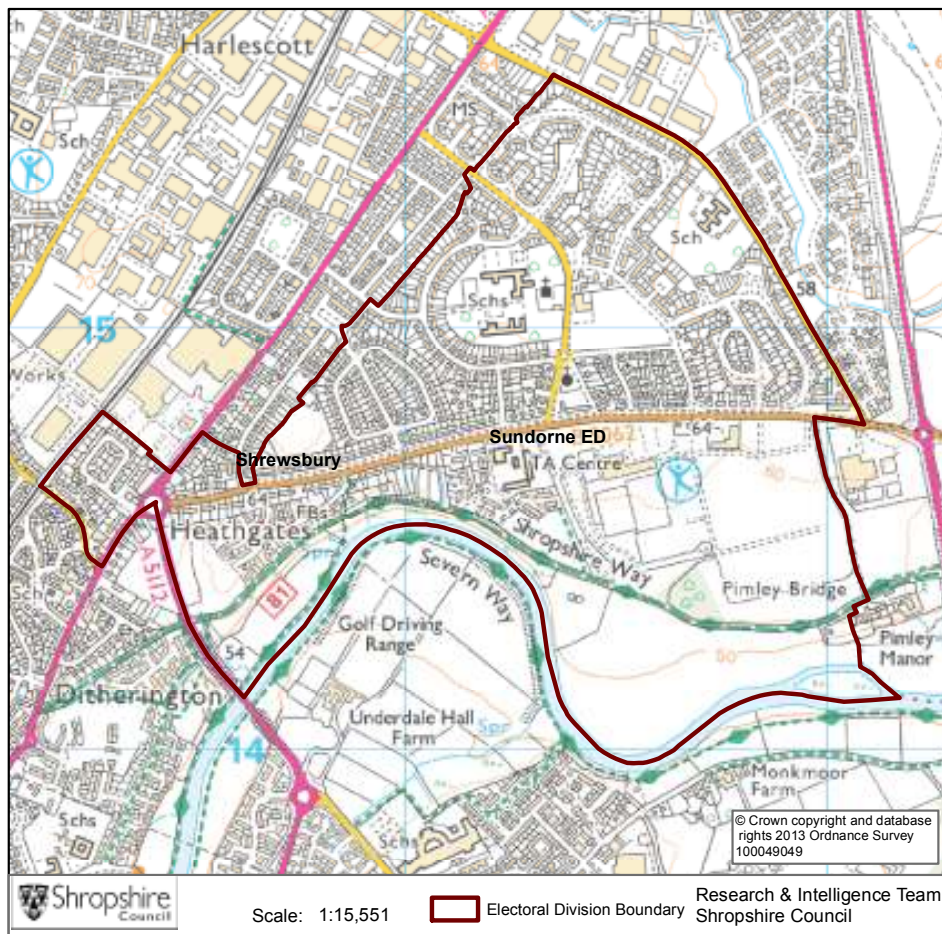 Harlescott
64
MS
Sch
Sch
Sch
Schs
58
70
15
Works
Shrewsbury
Sundorne ED
64
TA Centre
60
Heathgates
FBs
A5112
Shropshire Way
Severn Way
81
Pimley Bridge
Golf Driving
Range
Pimley
Manor
50
54
Ditherington
Underdale Hall
Farm
14
Monkmoor
Farm
Schs
Schs
© Crown copyright and database
rights 2013 Ordnance Survey
100049049
Shropshire
Council
Scale: 1:15,551
Electoral Division Boundary
Research & Intelligence Team
Shropshire Council